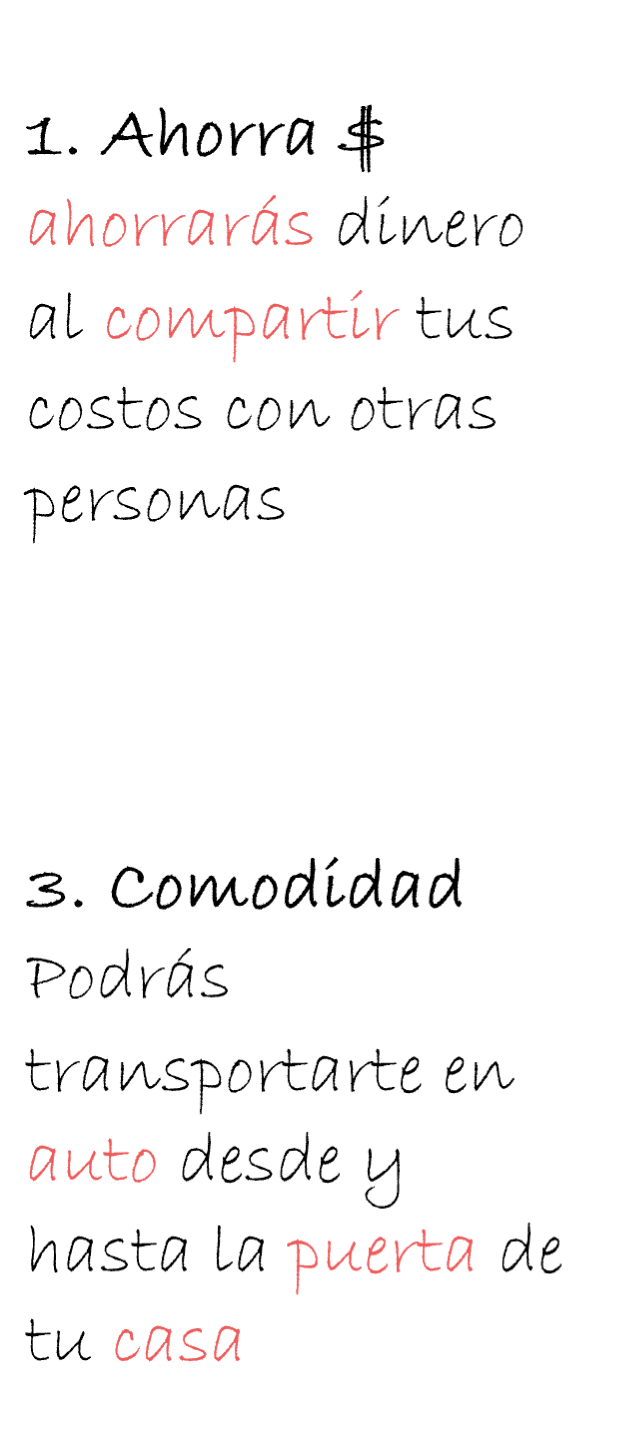 1. Ahorra $
ahorrarás dinero
al compartir tus
costos con otras
personas
3. Comodidad
Podrás
transportarte en
auto desde y
hasta la puerta de
tu casa